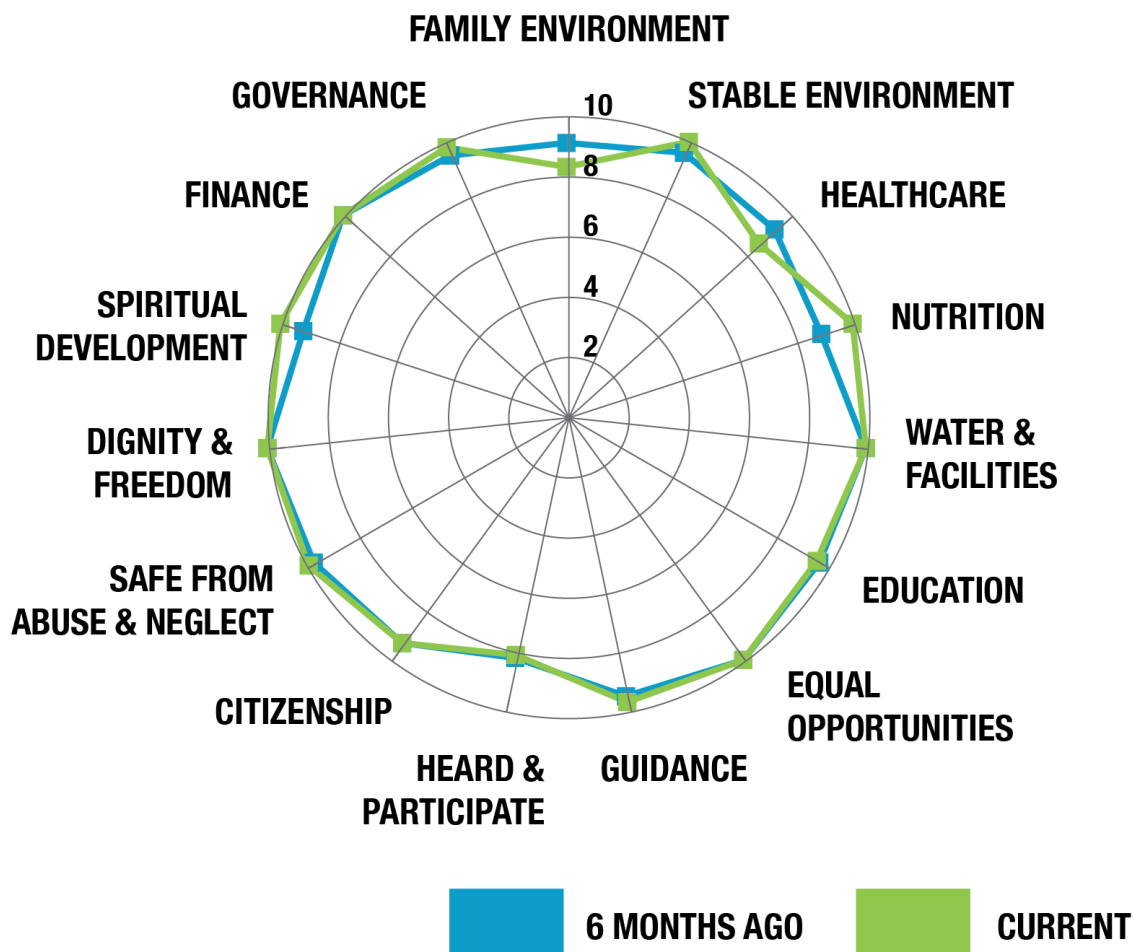 FAMILY ENVIRONMENT
GOVERNANCE
STABLE ENVIRONMENT
10
8
6
4
2
FINANCE
HEALTHCARE
SPIRITUAL
DEVELOPMENT
NUTRITION
DIGNITY &
FREEDOM
WATER &
FACILITIES
SAFE FROM
ABUSE & NEGLECT
EDUCATION
CITIZENSHIP
EQUAL
OPPORTUNITIES
HEARD &
PARTICIPATE
GUIDANCE
6 MONTHS AGO
CURRENT